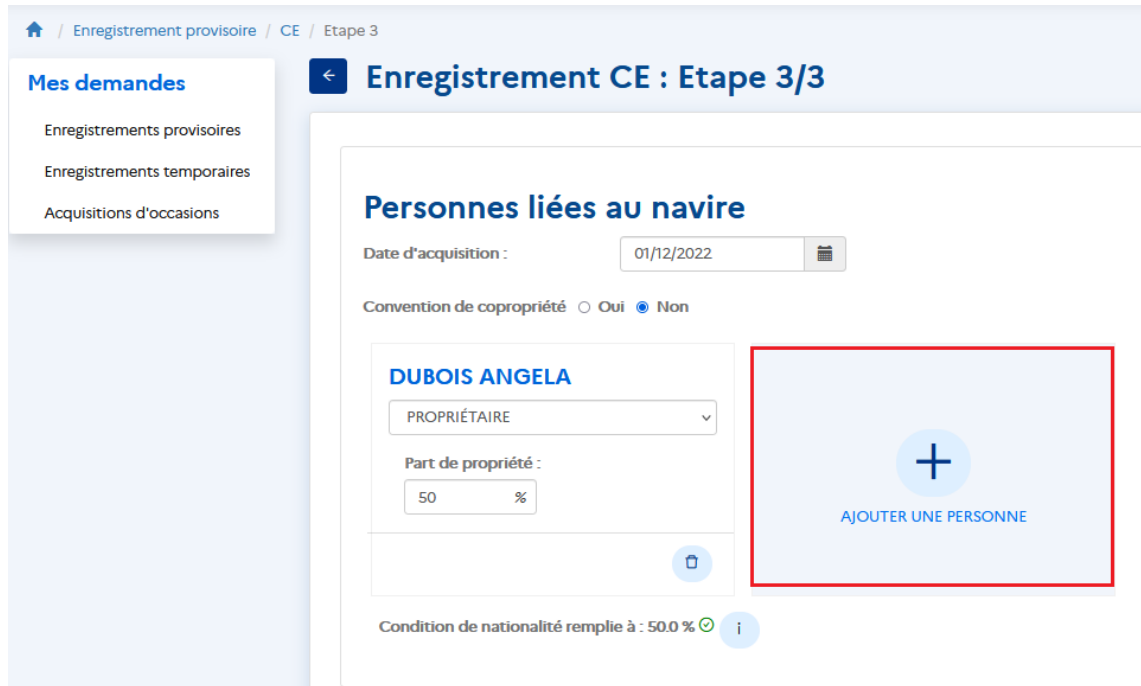 / Enregistrement provisoire / CE / Etape 3
Mes demandes
Enregistrements provisoires
Enregistrements temporaires
Acquisitions d'occasions
Enregistrement CE : Etape 3/3
Personnes liées au navire
Date d'acquisition : 01/12/2022
Convention de copropriété Oui Non
DUBOIS ANGELA
PROPRIÉTAIRE
Part de propriété :
50 %
AJOUTER UNE PERSONNE
Condition de nationalité remplie à : 50.0 % i